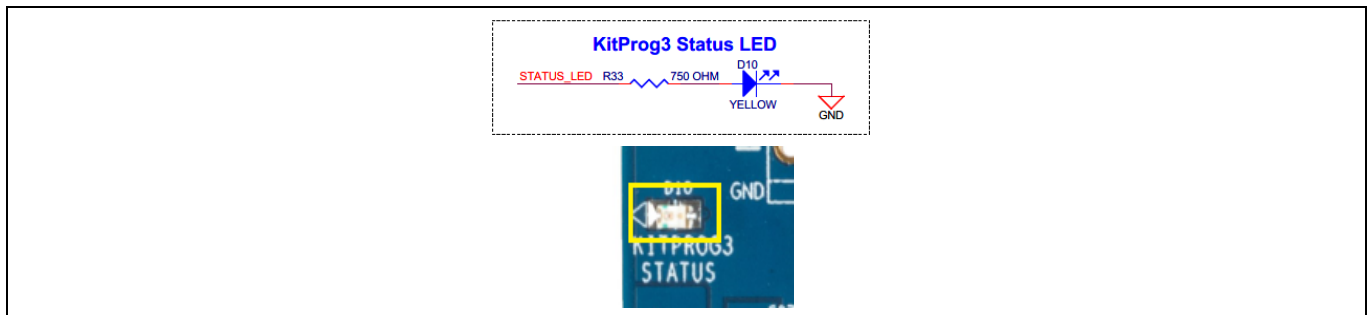 KitProg3 Status LED
D10
STATUS_LED R33 750 OHM
YELLOW
GND
D10
GND
KITPROG3
STATUS